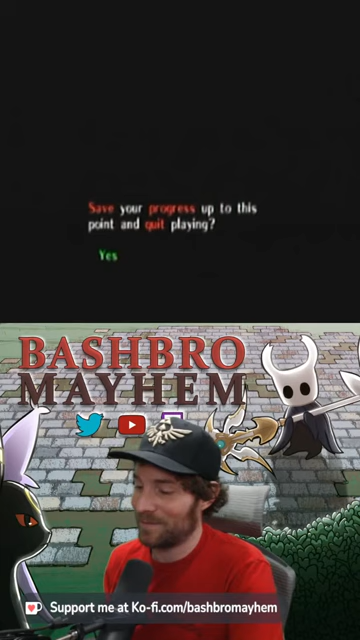 Save your progress up to this
point and quit playing?
Yes
BASHBRO
MAYHEM
Support me at Ko-fi.com/bashbromayhem